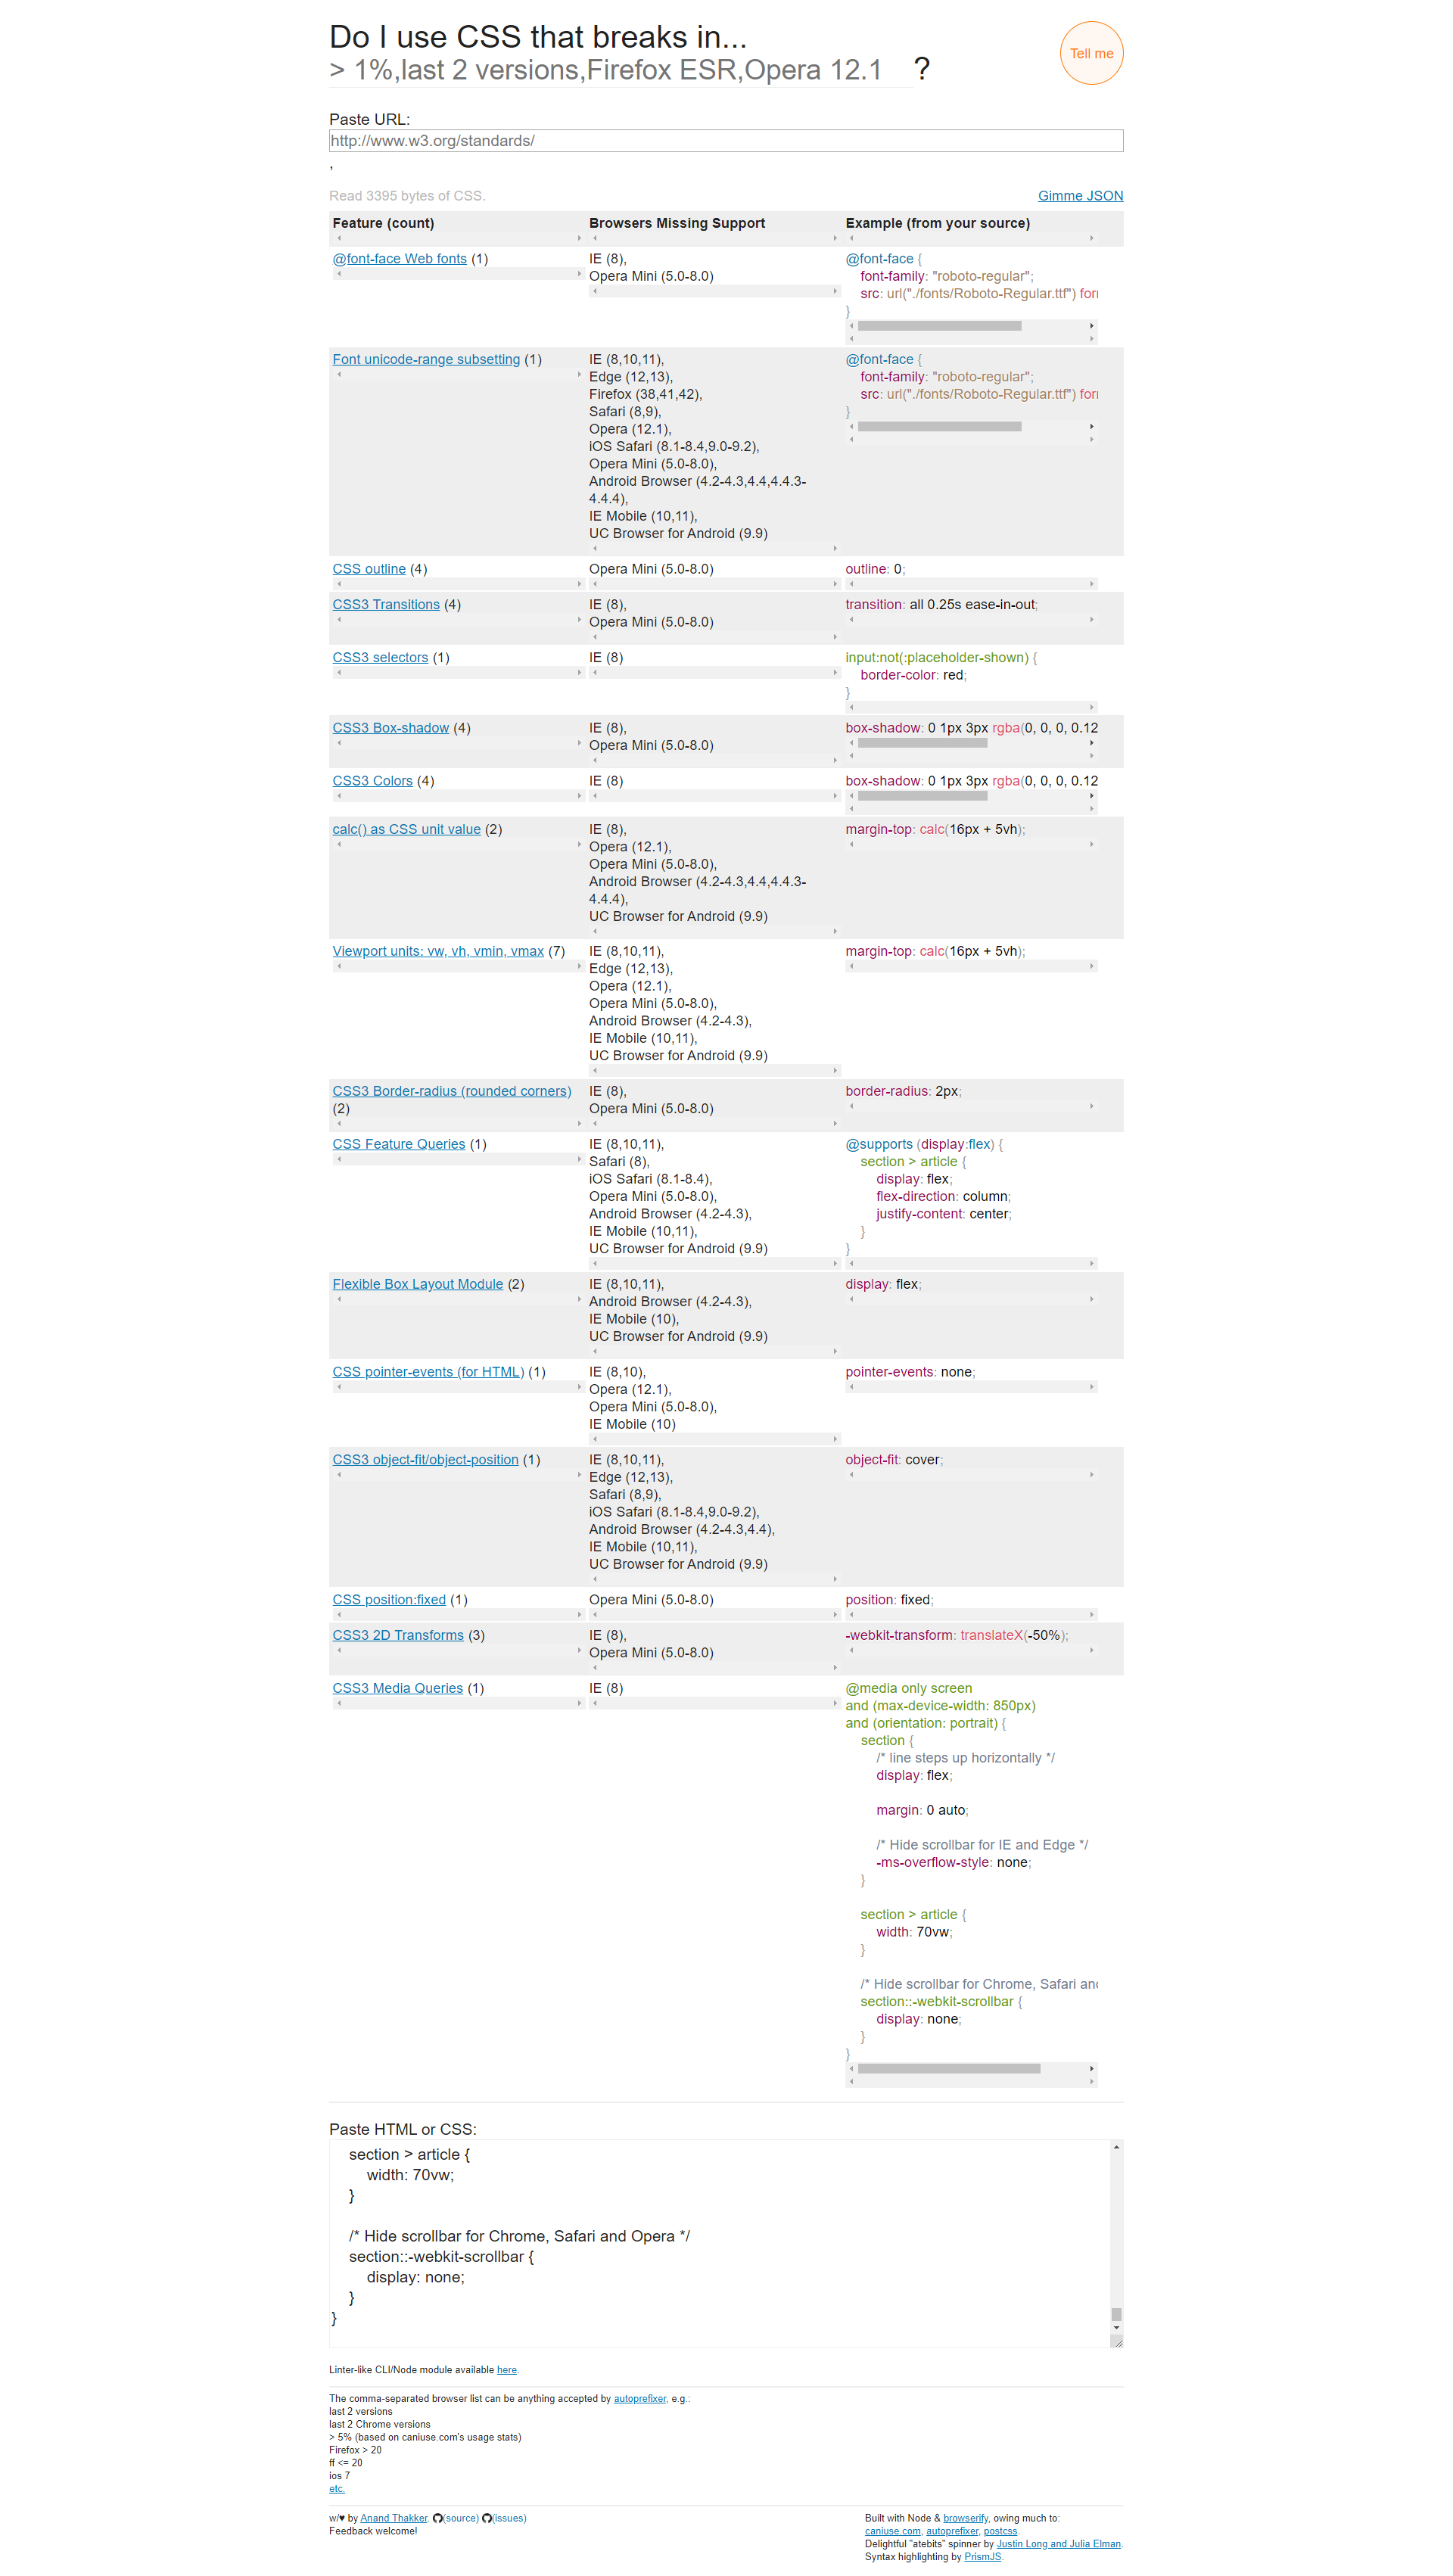 Do I use CSS that breaks in...
> 1%,last 2 versions,Firefox ESR,Opera 12.1 ?
Tell me
Paste URL:
http://www.w3.org/standards/
,
Read 3395 bytes of CSS.
Gimme JSON
Feature (count) Browsers Missing Support Example (from your source)
@font-face Web fonts (1)
IE (8),
Opera Mini (5.0-8.0)
@font-face {
font-family: "roboto-regular";
src: url("./fonts/Roboto-Regular.ttf") for
}
Font unicode-range subsetting (1)
IE (8,10,11),
Edge (12,13),
Firefox (38,41,42),
Safari (8,9),
Opera (12.1),
iOS Safari (8.1-8.4,9.0-9.2),
Opera Mini (5.0-8.0),
Android Browser (4.2-4.3,4.4,4.4.3-
4.4.4),
IE Mobile (10,11),
UC Browser for Android (9.9)
@font-face {
font-family: "roboto-regular";
src: url("./fonts/Roboto-Regular.ttf") for
}
CSS outline (4)
Opera Mini (5.0-8.0)
outline: 0;
CSS3 Transitions (4)
IE (8),
Opera Mini (5.0-8.0)
transition: all 0.25s ease-in-out;
CSS3 selectors (1)
IE (8)
input:not(:placeholder-shown) {
border-color: red;
}
CSS3 Box-shadow (4)
IE (8),
Opera Mini (5.0-8.0)
box-shadow: 0 1px 3px rgba(0, 0, 0, 0.12
CSS3 Colors (4)
IE (8)
box-shadow: 0 1px 3px rgba(0, 0, 0, 0.12
calc() as CSS unit value (2)
IE (8),
Opera (12.1),
Opera Mini (5.0-8.0),
Android Browser (4.2-4.3,4.4,4.4.3-
4.4.4),
UC Browser for Android (9.9)
margin-top: calc(16px + 5vh);
Viewport units: vw, vh, vmin, vmax (7)
IE (8,10,11),
Edge (12,13),
Opera (12.1),
Opera Mini (5.0-8.0),
Android Browser (4.2-4.3),
IE Mobile (10,11),
UC Browser for Android (9.9)
margin-top: calc(16px + 5vh);
CSS3 Border-radius (rounded corners)
(2)
IE (8),
Opera Mini (5.0-8.0)
border-radius: 2px;
CSS Feature Queries (1)
IE (8,10,11),
Safari (8),
iOS Safari (8.1-8.4),
Opera Mini (5.0-8.0),
Android Browser (4.2-4.3),
IE Mobile (10,11),
UC Browser for Android (9.9)
@supports (display:flex) {
section > article {
display: flex;
flex-direction: column;
justify-content: center;
}
}
Flexible Box Layout Module (2)
IE (8,10,11),
Android Browser (4.2-4.3),
IE Mobile (10),
UC Browser for Android (9.9)
display: flex;
CSS pointer-events (for HTML) (1)
IE (8,10),
Opera (12.1),
Opera Mini (5.0-8.0),
IE Mobile (10)
pointer-events: none;
CSS3 object-fit/object-position (1)
IE (8,10,11),
Edge (12,13),
Safari (8,9),
iOS Safari (8.1-8.4,9.0-9.2),
Android Browser (4.2-4.3,4.4),
IE Mobile (10,11),
UC Browser for Android (9.9)
object-fit: cover;
CSS position:fixed (1)
Opera Mini (5.0-8.0)
position: fixed;
CSS3 2D Transforms (3)
IE (8),
Opera Mini (5.0-8.0)
-webkit-transform: translateX(-50%);
CSS3 Media Queries (1)
IE (8)
@media only screen
and (max-device-width: 850px)
and (orientation: portrait) {
section {
/* line steps up horizontally */
display: flex;
margin: 0 auto;
/* Hide scrollbar for IE and Edge */
-ms-overflow-style: none;
}
section > article {
width: 70vw;
}
/* Hide scrollbar for Chrome, Safari an
section::-webkit-scrollbar {
display: none;
}
}
Paste HTML or CSS:
section > article {
width: 70vw;
}
/* Hide scrollbar for Chrome, Safari and Opera */
section::-webkit-scrollbar {
display: none;
}
}
Linter-like CLI/Node module available here.
The comma-separated browser list can be anything accepted by autoprefixer, e.g.:
last 2 versions
last 2 Chrome versions
> 5% (based on caniuse.com's usage stats)
Firefox > 20
ff <= 20
ios 7
etc.
w/♥ by Anand Thakker. (source) (issues)
Feedback welcome!
Built with Node & browserify, owing much to:
caniuse.com, autoprefixer, postcss.
Delightful "atebits" spinner by Justin Long and Julia Elman.
Syntax highlighting by PrismJS.